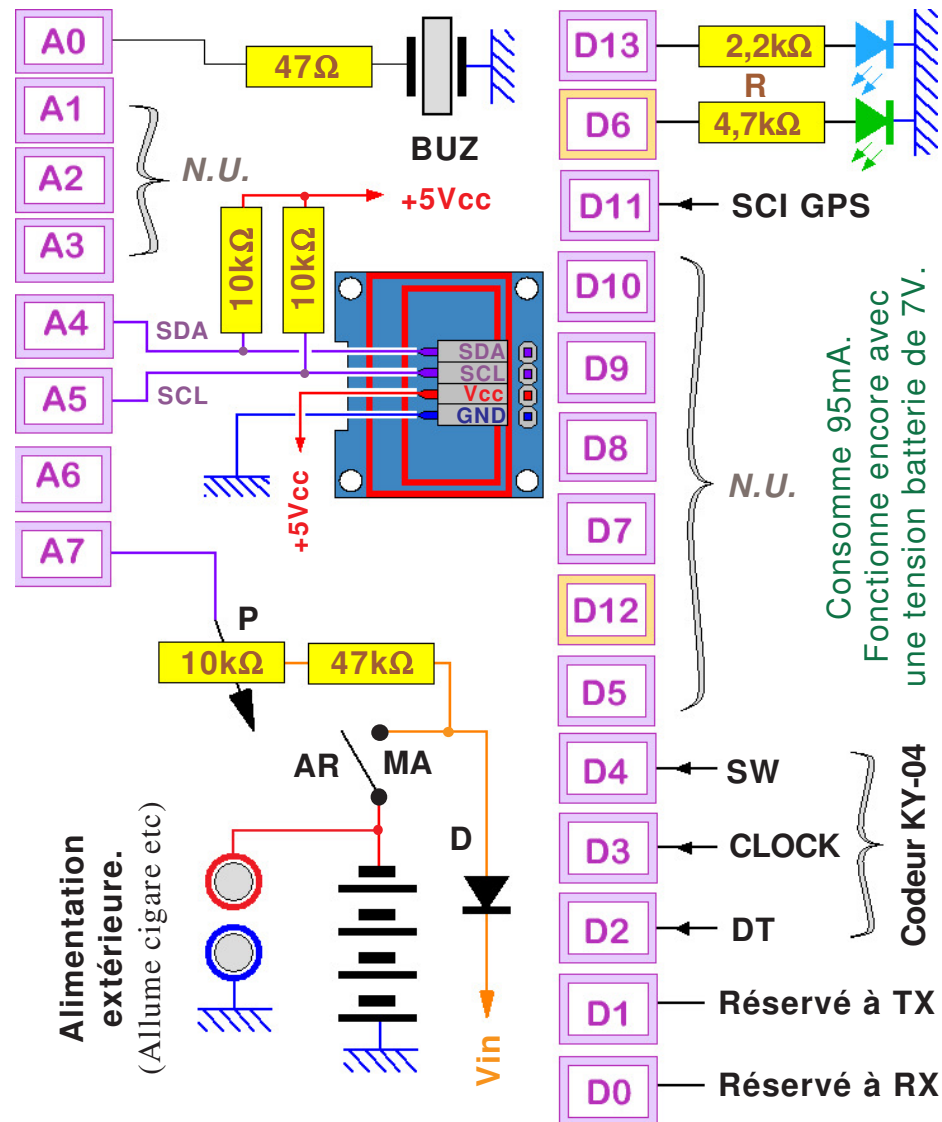 A0
47Ω
BUZ
A1
A2
A3
N.U.
+5Vcc
10kΩ
10kΩ
A4
SDA
A5
SCL
SDA
SCL
Vcc
GND
+5Vcc
A6
A7
P
10kΩ
47kΩ
AR
MA
D
Vin
Alimentation
extérieure.
(Allume cigare etc)
D13
2,2kΩ
R
D6
4,7kΩ
D11
SCI GPS
D10
D9
D8
D7
D12
D5
N.U.
Consomme 95mA.
Fonctionne encore avec
une tension batterie de 7V.
D4
SW
D3
CLOCK
D2
DT
Codeur KY-04
D1
Réservé à TX
D0
Réservé à RX